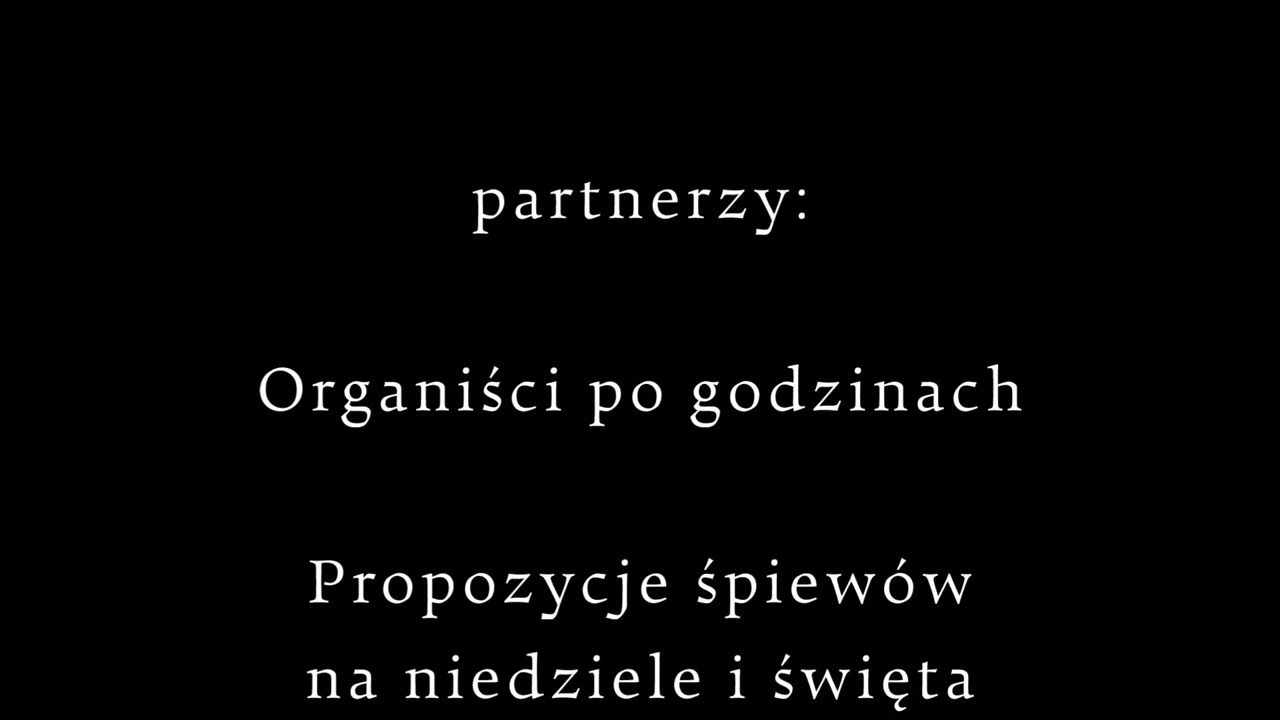 partnerzy:
Organiści po godzinach
Propozycje śpiewów
na niedziele i święta